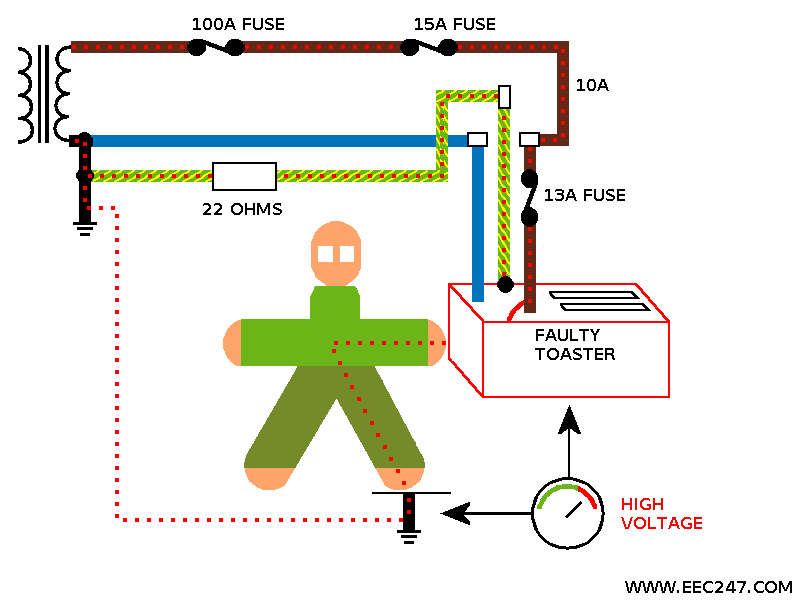 100A FUSE
15A FUSE
10A
13A FUSE
22 OHMS
FAULTY
TOASTER
HIGH
VOLTAGE
WWW.EEC247.COM